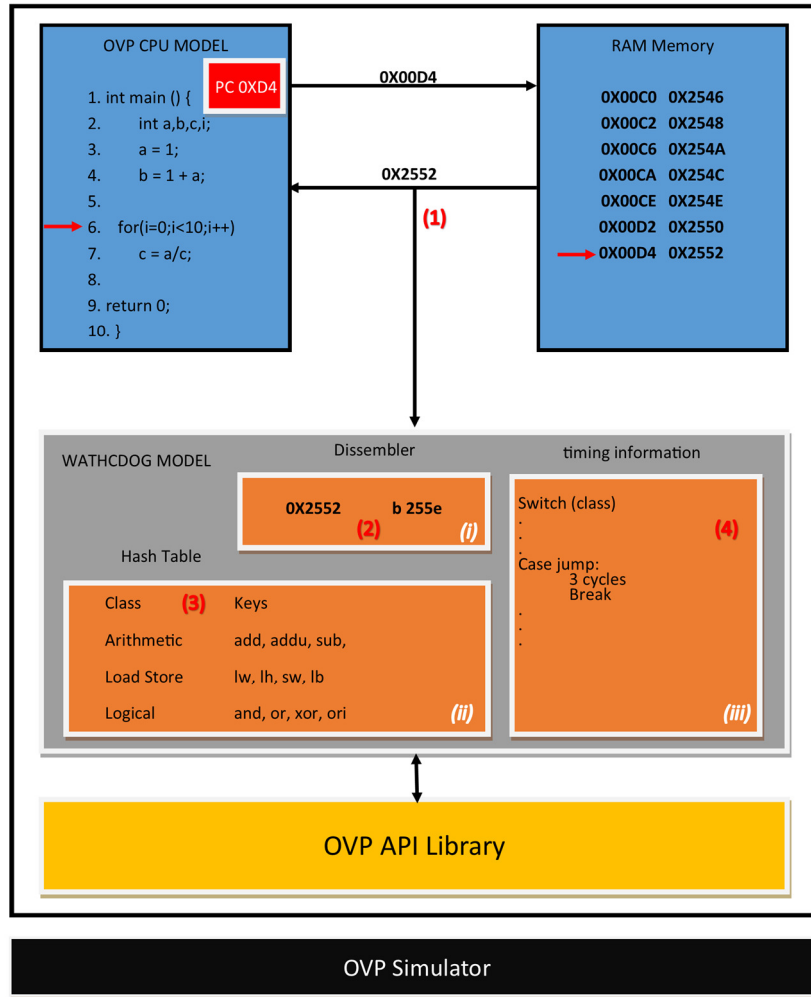 OVP CPU MODEL
PC 0XD4
1. int main () {
2. int a,b,c,i;
3. a = 1;
4. b = 1 + a;
5.
6. for(i=0;i<10;i++)
7. c = a/c;
8.
9. return 0;
10. }
0X00D4
0X2552
(1)
RAM Memory
0X00C0 0X2546
0X00C2 0X2548
0X00C6 0X254A
0X00CA 0X254C
0X00CE 0X254E
0X00D2 0X2550
0X00D4 0X2552
WATHCDOG MODEL
Dissembler
0X2552 b 255e
(2)
(i)
Hash Table
Class (3) Keys
Arithmetic add, addu, sub,
Load Store lw, lh, sw, lb
Logical and, or, xor, ori
(ii)
timing information
Switch (class)
(4)
.
.
.
Case jump:
3 cycles
Break
.
.
.
(iii)
OVP API Library
OVP Simulator